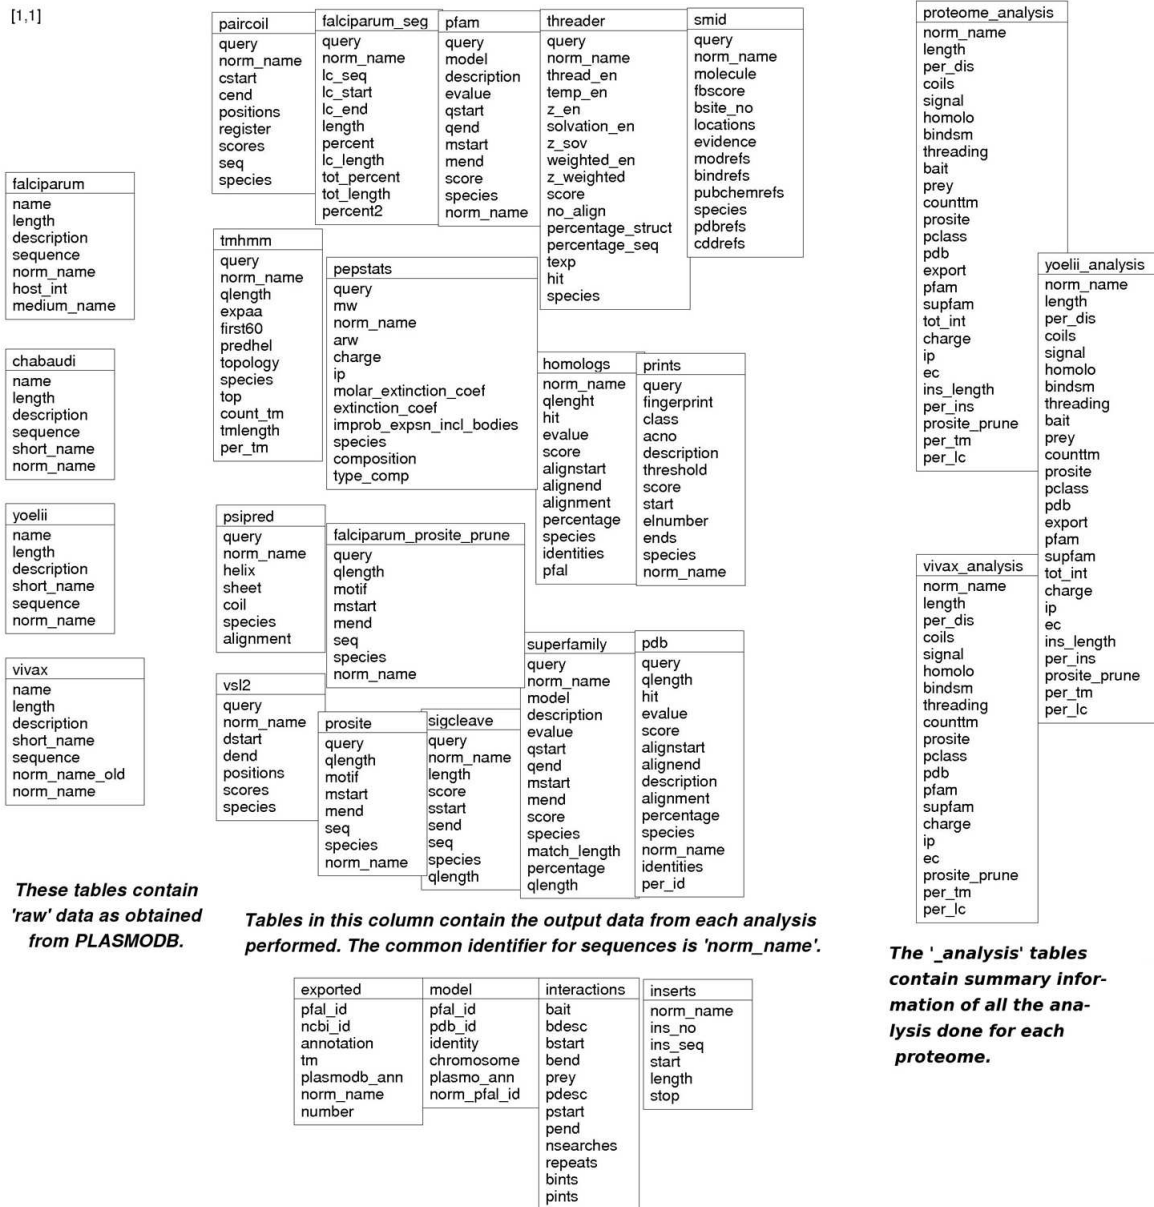 [1,1]
falciparum
name
length
description
sequence
norm_name
host_int
medium_name
chabaudi
name
length
description
sequence
short_name
norm_name
yoelii
name
length
description
short_name
sequence
norm_name
vivax
name
length
description
short_name
sequence
norm_name_old
norm_name
These tables contain
'raw' data as obtained
from PLASMODB.
paircoil
query
norm_name
cstart
cend
positions
register
scores
seq
species
falciparum_seg
query
norm_name
lc_seq
lc_start
lc_end
length
percent
lc_length
tot_percent
tot_length
percent2
pfam
query
model
description
evalue
qstart
qend
mstart
mend
score
species
norm_name
threader
query
norm_name
thread_en
temp_en
z_en
solvation_en
z_sov
weighted_en
z_weighted
score
no_align
percentage_struct
percentage_seq
texp
hit
species
smid
query
norm_name
molecule
fbscore
bsite_no
locations
evidence
modrefs
bindrefs
pubchemrefs
species
pdbrefs
cddrefs
tmhmm
query
norm_name
qlength
expaa
first60
predhel
topology
species
top
count_tm
tmlength
per_tm
pepstats
query
mw
norm_name
arw
charge
ip
molar_extinction_coef
extinction_coef
improb_expsn_incl_bodies
species
composition
type_comp
homologs
norm_name
qlenght
hit
evalue
score
alignstart
alignend
alignment
percentage
species
identities
pfal
prints
query
fingerprint
class
acno
description
threshold
score
start
elnumber
ends
species
norm_name
psipred
query
norm_name
helix
sheet
coil
species
alignment
falciparum_prosite_prune
query
qlength
motif
mstart
mend
seq
species
norm_name
vsl2
query
norm_name
dstart
dend
positions
scores
species
prosite
query
qlength
motif
mstart
mend
seq
species
norm_name
sigcleave
query
norm_name
length
score
sstart
send
seq
species
qlength
superfamily
query
norm_name
model
description
evalue
qstart
qend
mstart
mend
score
species
match_length
percentage
qlength
pdb
query
qlength
hit
evalue
score
alignstart
alignend
description
alignment
percentage
species
norm_name
identities
per_id
Tables in this column contain the output data from each analysis
performed. The common identifier for sequences is 'norm_name'.
exported
pfal_id
ncbi_id
annotation
tm
plasmodb_ann
norm_name
number
model
pfal_id
pdb_id
identity
chromosome
plasmo_ann
norm_pfal_id
interactions
bait
bdesc
bstart
bend
prey
pdesc
pstart
pend
nsearches
repeats
bints
pints
inserts
norm_name
ins_no
ins_seq
start
length
stop
proteome_analysis
norm_name
length
per_dis
coils
signal
homolo
bindsm
threading
bait
prey
counttm
prosite
pclass
pdb
export
pfam
supfam
tot_int
charge
ip
ec
ins_length
per_ins
prosite_prune
per_tm
per_lc
yoelii_analysis
norm_name
length
per_dis
coils
signal
homolo
bindsm
threading
bait
prey
counttm
prosite
pclass
pdb
export
pfam
supfam
tot_int
charge
ip
ec
ins_length
per_ins
prosite_prune
per_tm
per_lc
vivax_analysis
norm_name
length
per_dis
coils
signal
homolo
bindsm
threading
counttm
prosite
pclass
pdb
pfam
supfam
charge
ip
ec
prosite_prune
per_tm
per_lc
The '_analysis' tables
contain summary infor-
mation of all the ana-
lysis done for each
proteome.